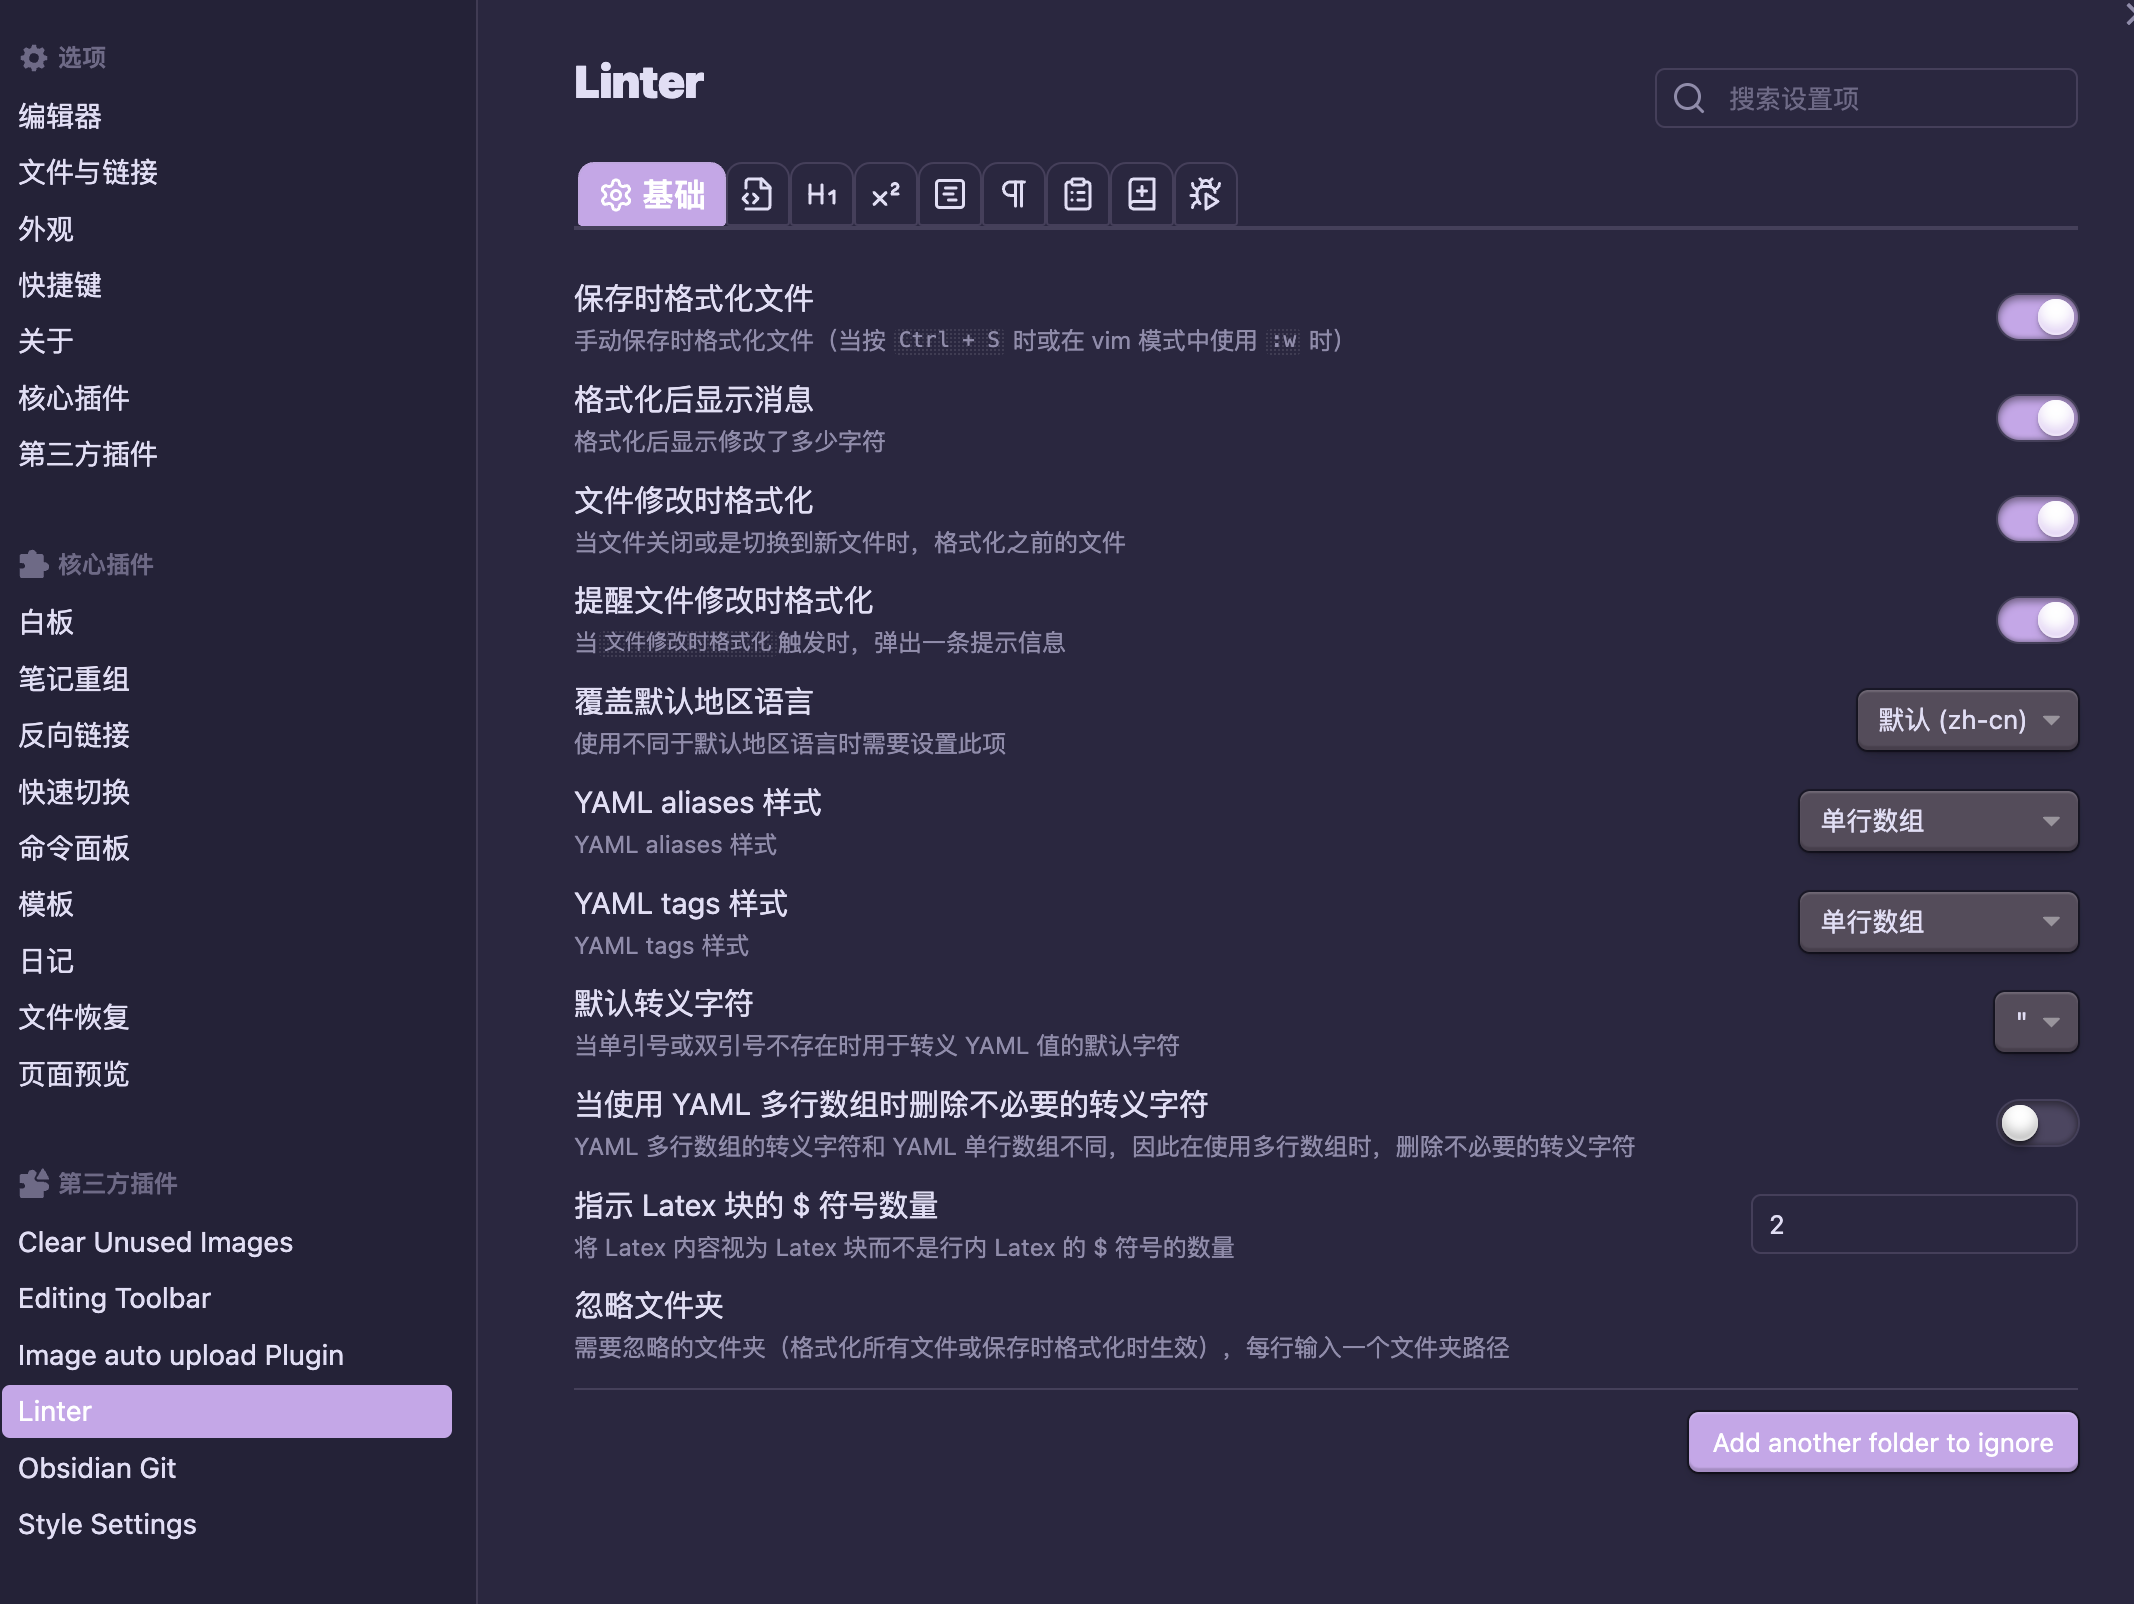 选项
编辑器
文件与链接
外观
快捷键
关于
核心插件
第三方插件
核心插件
白板
笔记重组
反向链接
快速切换
命令面板
模板
日记
文件恢复
页面预览
第三方插件
Clear Unused Images
Editing Toolbar
Image auto upload Plugin
Linter
Obsidian Git
Style Settings
Linter
搜索设置项
基础
H1
x²
保存时格式化文件
手动保存时格式化文件（当按 Ctrl + S 时或在 vim 模式中使用 :w 时）
格式化后显示消息
格式化后显示修改了多少字符
文件修改时格式化
当文件关闭或是切换到新文件时，格式化之前的文件
提醒文件修改时格式化
当 文件修改时格式化 触发时，弹出一条提示信息
覆盖默认地区语言
使用不同于默认地区语言时需要设置此项
默认 (zh-cn)
YAML aliases 样式
YAML aliases 样式
单行数组
YAML tags 样式
YAML tags 样式
单行数组
默认转义字符
当单引号或双引号不存在时用于转义 YAML 值的默认字符
"
当使用 YAML 多行数组时删除不必要的转义字符
YAML 多行数组的转义字符和 YAML 单行数组不同，因此在使用多行数组时，删除不必要的转义字符
指示 Latex 块的 $ 符号数量
将 Latex 内容视为 Latex 块而不是行内 Latex 的 $ 符号的数量
2
忽略文件夹
需要忽略的文件夹（格式化所有文件或保存时格式化时生效），每行输入一个文件夹路径
Add another folder to ignore